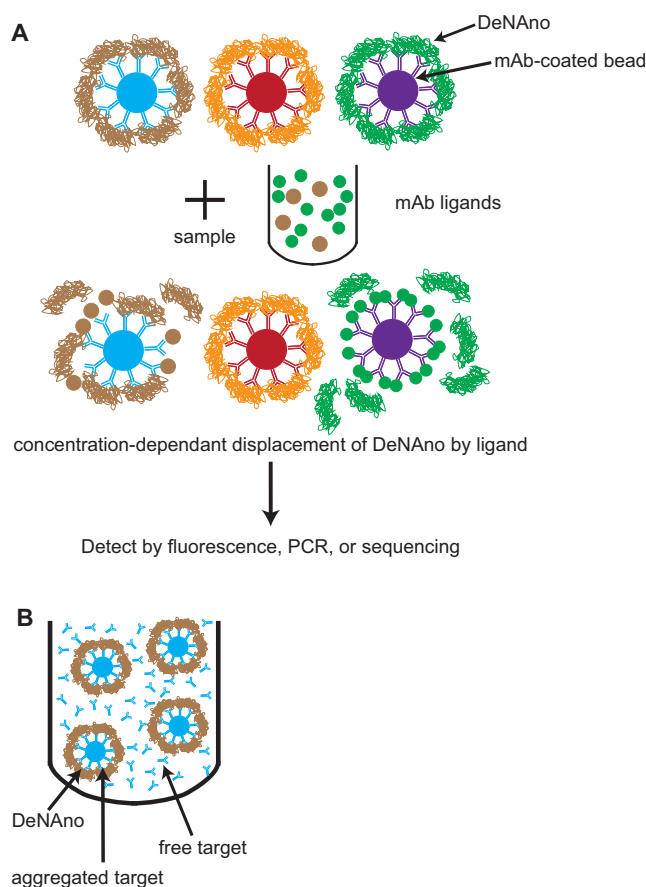 A
DeNAno
mAb-coated bead
sample
mAb ligands
concentration-dependant displacement of DeNAno by ligand
Detect by fluorescence, PCR, or sequencing
B
DeNAno
free target
aggregated target